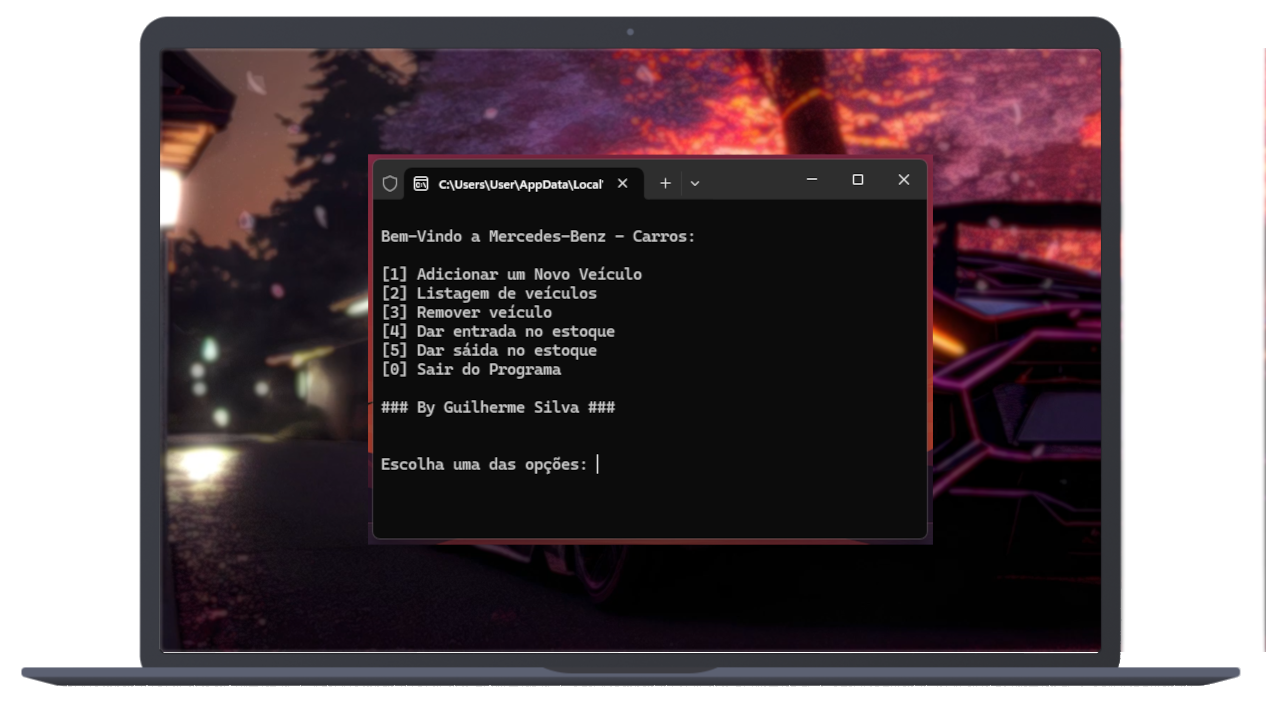 C:\Users\User\AppData\Local
Bem-Vindo a Mercedes-Benz - Carros:
[1] Adicionar um Novo Veículo
[2] Listagem de veículos
[3] Remover veículo
[4] Dar entrada no estoque
[5] Dar sáida no estoque
[0] Sair do Programa
### By Guilherme Silva ###
Escolha uma das opções: